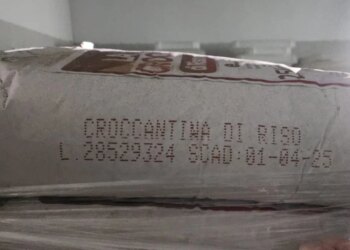 CROCCANTINA DI RISO
L.28529324 SCAD:01-04-25